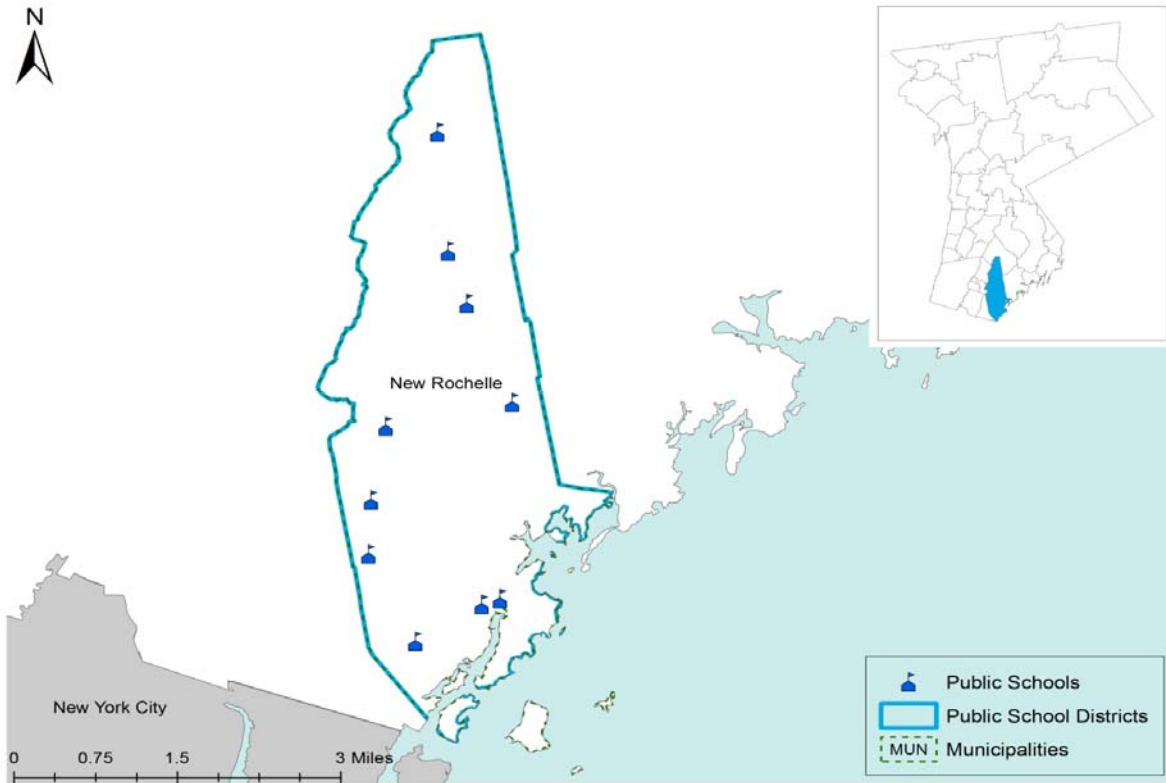 N
New Rochelle
New York City
0 0.75 1.5 3 Miles
Public Schools
Public School Districts
MUN Municipalities